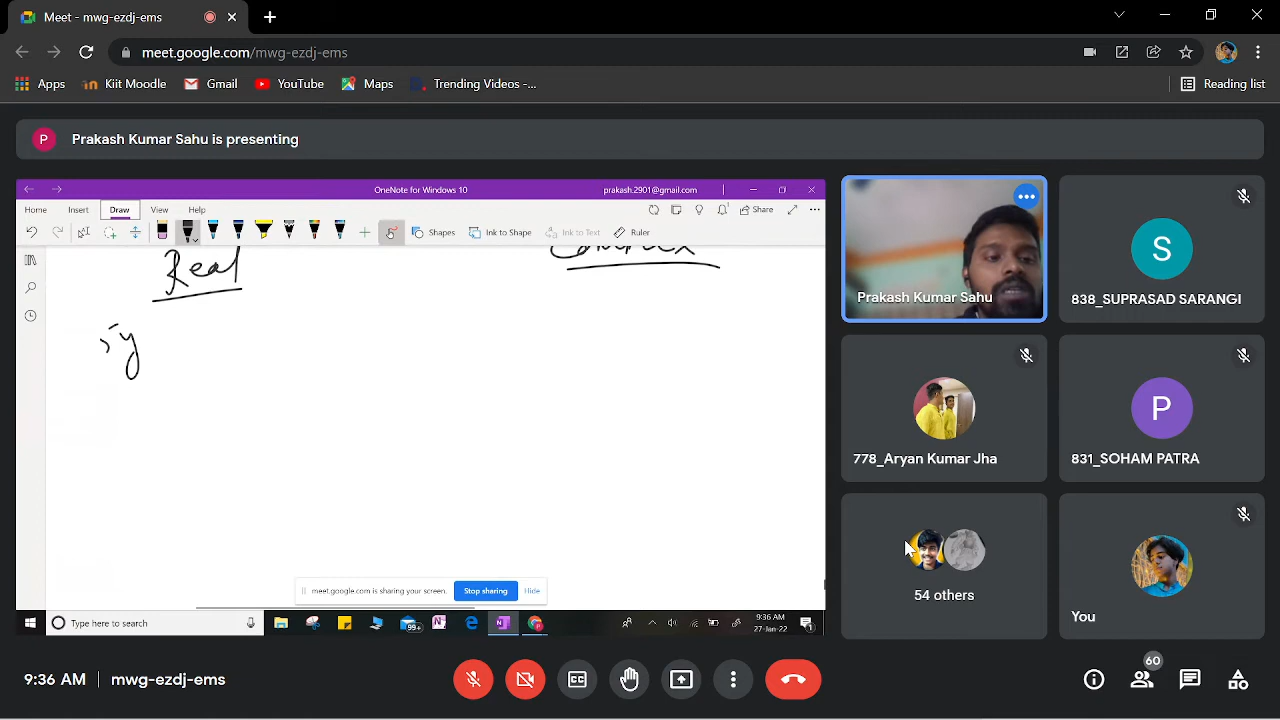 Meet - mwg-ezdj-ems
meet.google.com/mwg-ezdj-ems
Apps Kiit Moodle Gmail YouTube Maps Trending Videos -... Reading list
P Prakash Kumar Sahu is presenting
OneNote for Windows 10 prakash.2901@gmail.com
Home Insert Draw View Help Share
Shapes Ink to Shape Ink to Text Ruler
Real
y
meet.google.com is sharing your screen. Stop sharing Hide
Type here to search 99+ 9:36 AM
27-Jan-22 1
Prakash Kumar Sahu
S
838_SUPRASAD SARANGI
778_Aryan Kumar Jha
P
831_SOHAM PATRA
54 others
You
9:36 AM mwg-ezdj-ems CC 60